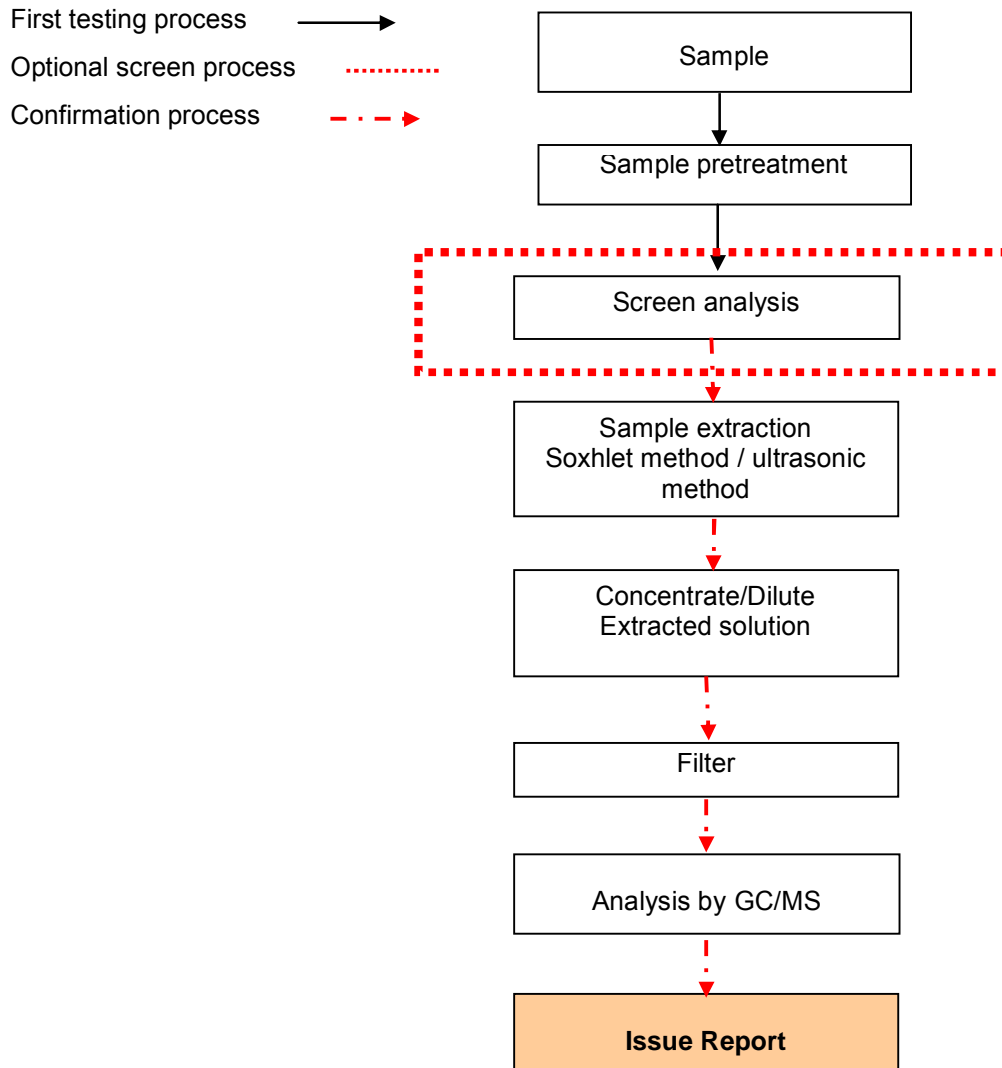 First testing process
Optional screen process
Confirmation process
Sample
Sample pretreatment
Screen analysis
Sample extraction
Soxhlet method / ultrasonic
method
Concentrate/Dilute
Extracted solution
Filter
Analysis by GC/MS
Issue Report